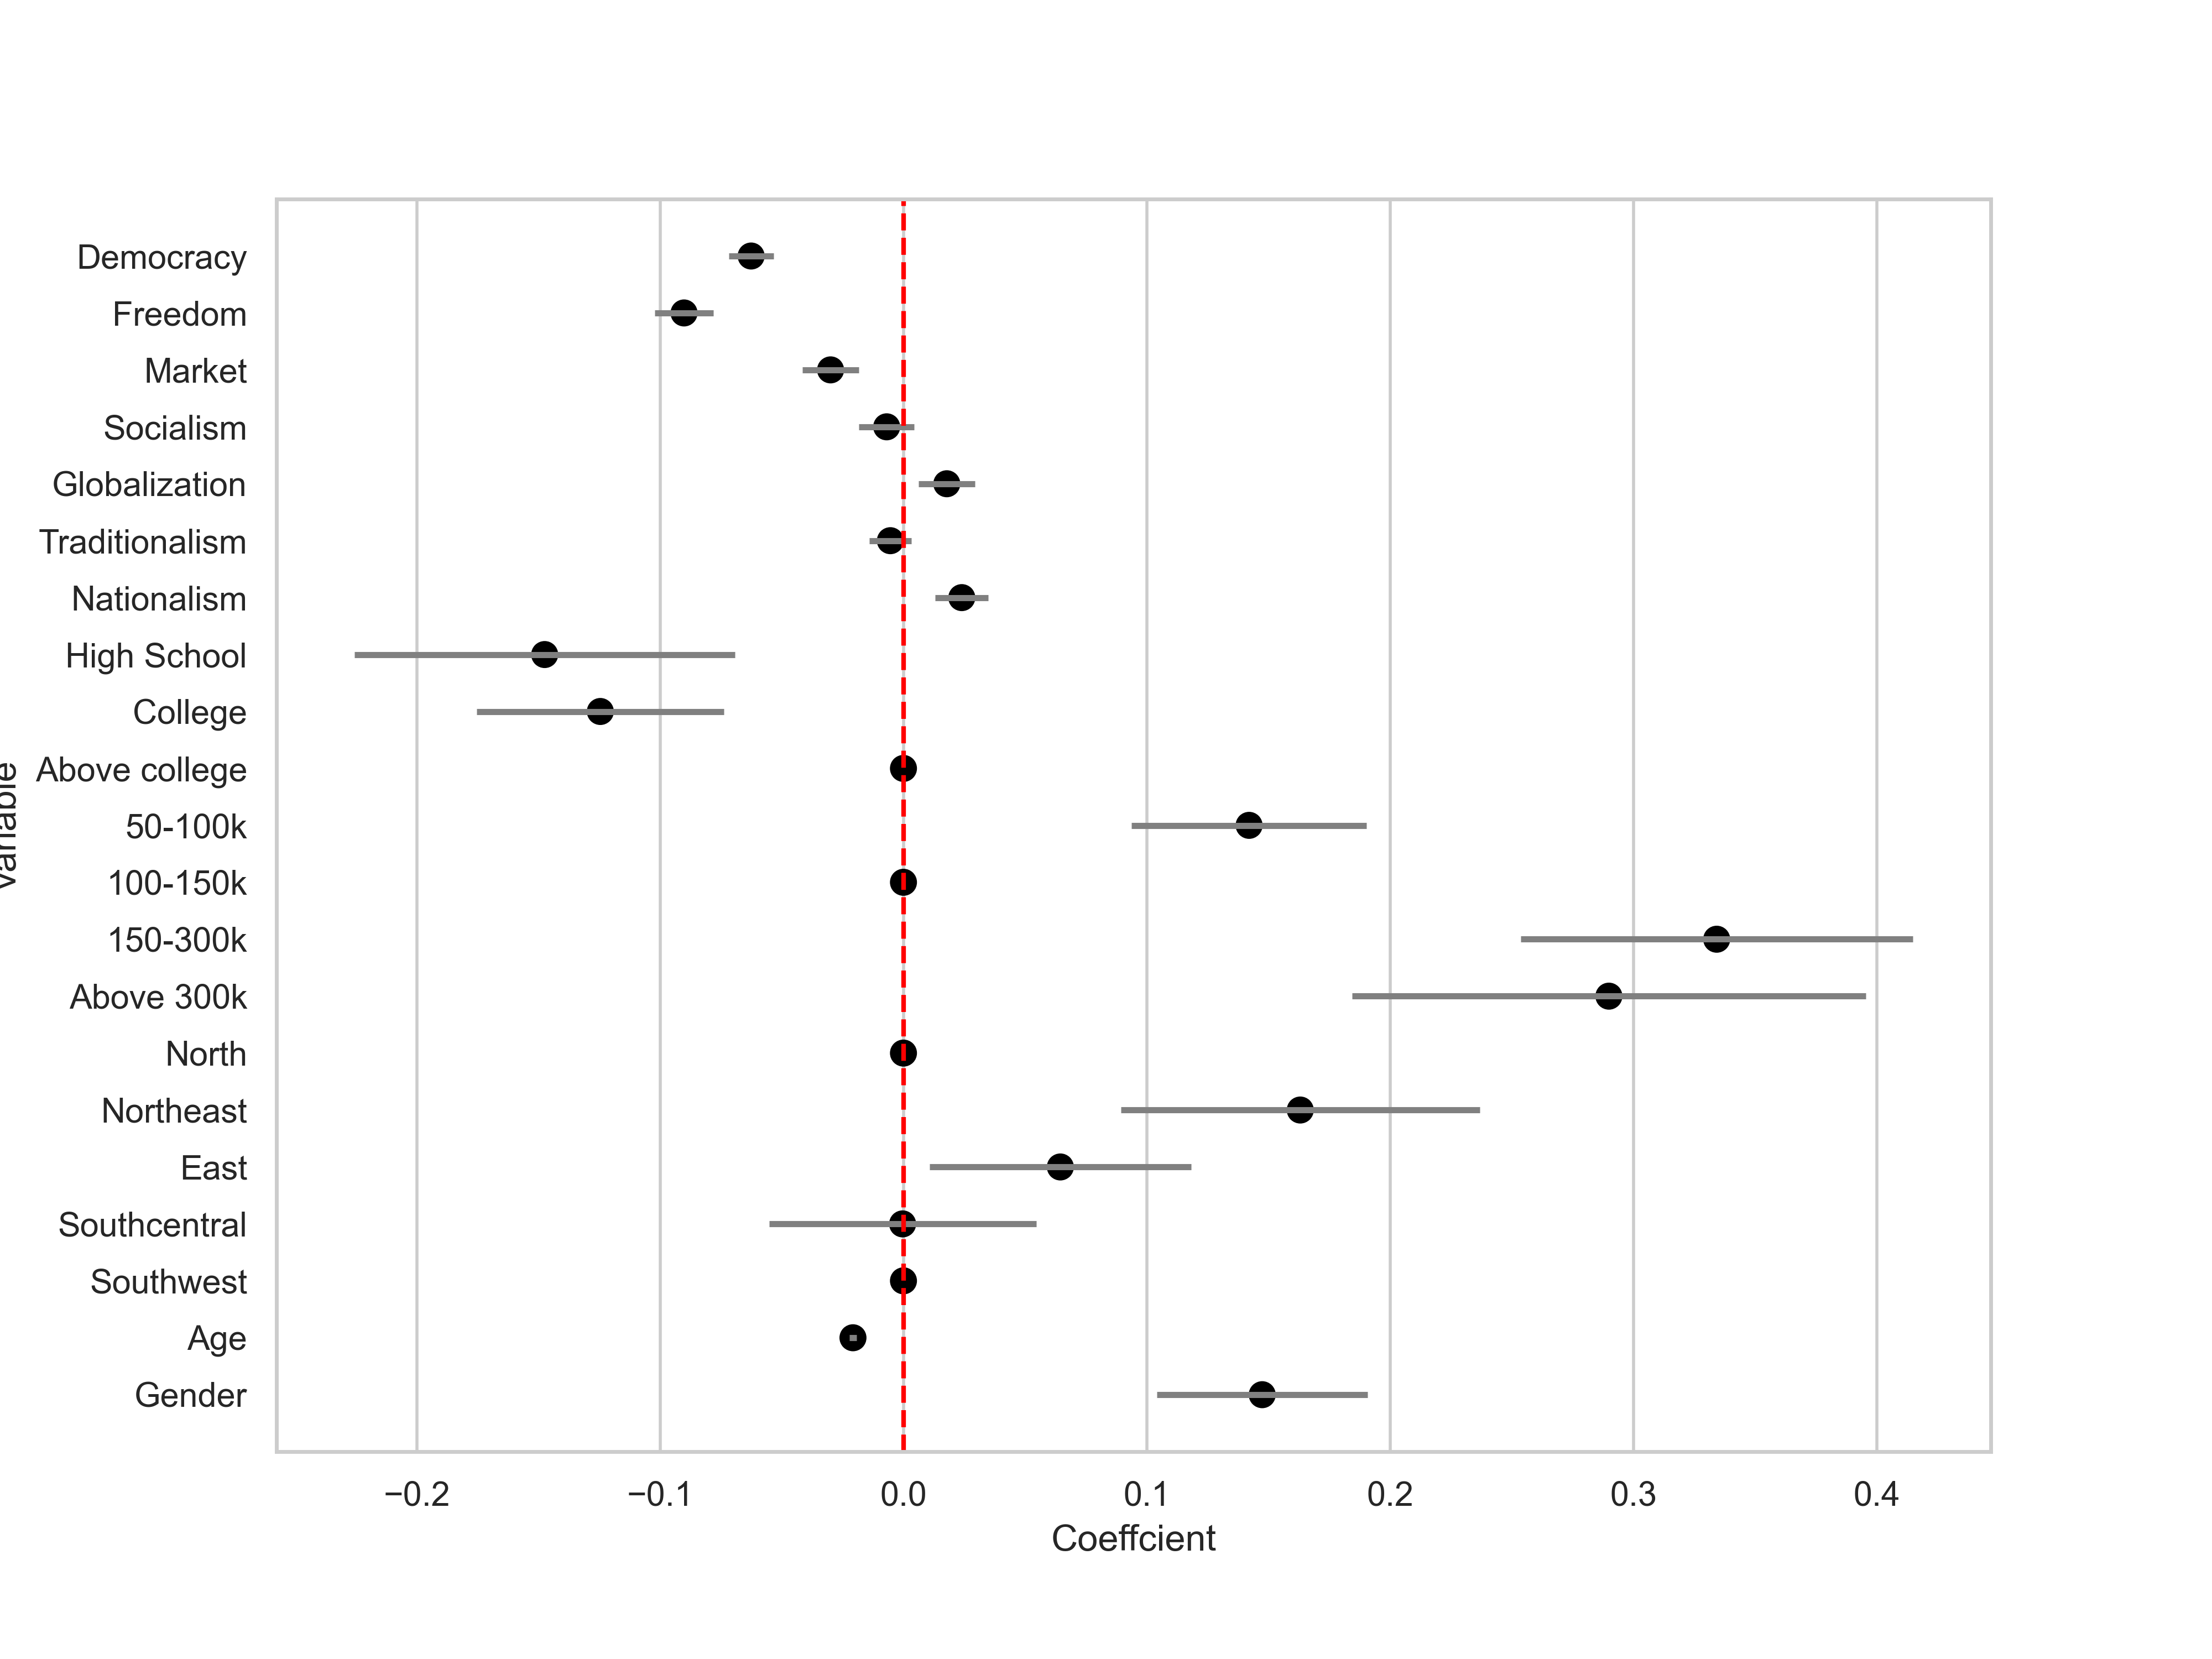 Democracy
Freedom
Market
Socialism
Globalization
Traditionalism
Nationalism
High School
College
Above college
50-100k
100-150k
150-300k
Above 300k
North
Northeast
East
Southcentral
Southwest
Age
Gender
Variable
−0.2 −0.1 0.0 0.1 0.2 0.3 0.4
Coeffcient